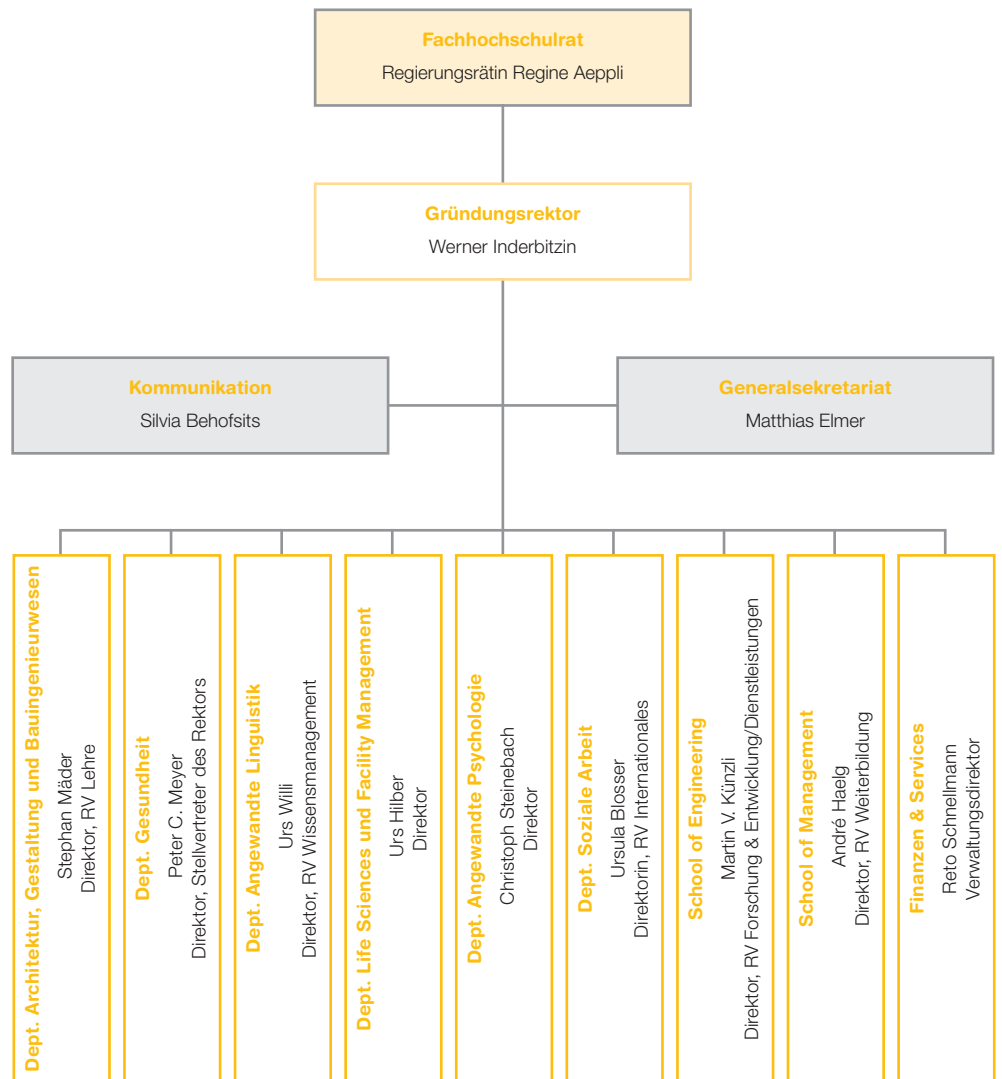 Fachhochschulrat
Regierungsrätin Regine Aeppli
Gründungsrektor
Werner Inderbitzin
Kommunikation
Silvia Behofsits
Generalsekretariat
Matthias Elmer
Dept. Architektur, Gestaltung und Bauingenieurwesen
Stephan Mäder
Direktor, RV Lehre
Dept. Gesundheit
Peter C. Meyer
Direktor, Stellvertreter des Rektors
Dept. Angewandte Linguistik
Urs Willi
Direktor, RV Wissensmanagement
Dept. Life Sciences und Facility Management
Urs Hilber
Direktor
Dept. Angewandte Psychologie
Christoph Steinebach
Direktor
Dept. Soziale Arbeit
Ursula Blosser
Direktorin, RV Internationales
School of Engineering
Martin V. Künzli
Direktor, RV Forschung & Entwicklung/Dienstleistungen
School of Management
André Haelg
Direktor, RV Weiterbildung
Finanzen & Services
Reto Schnellmann
Verwaltungsdirektor